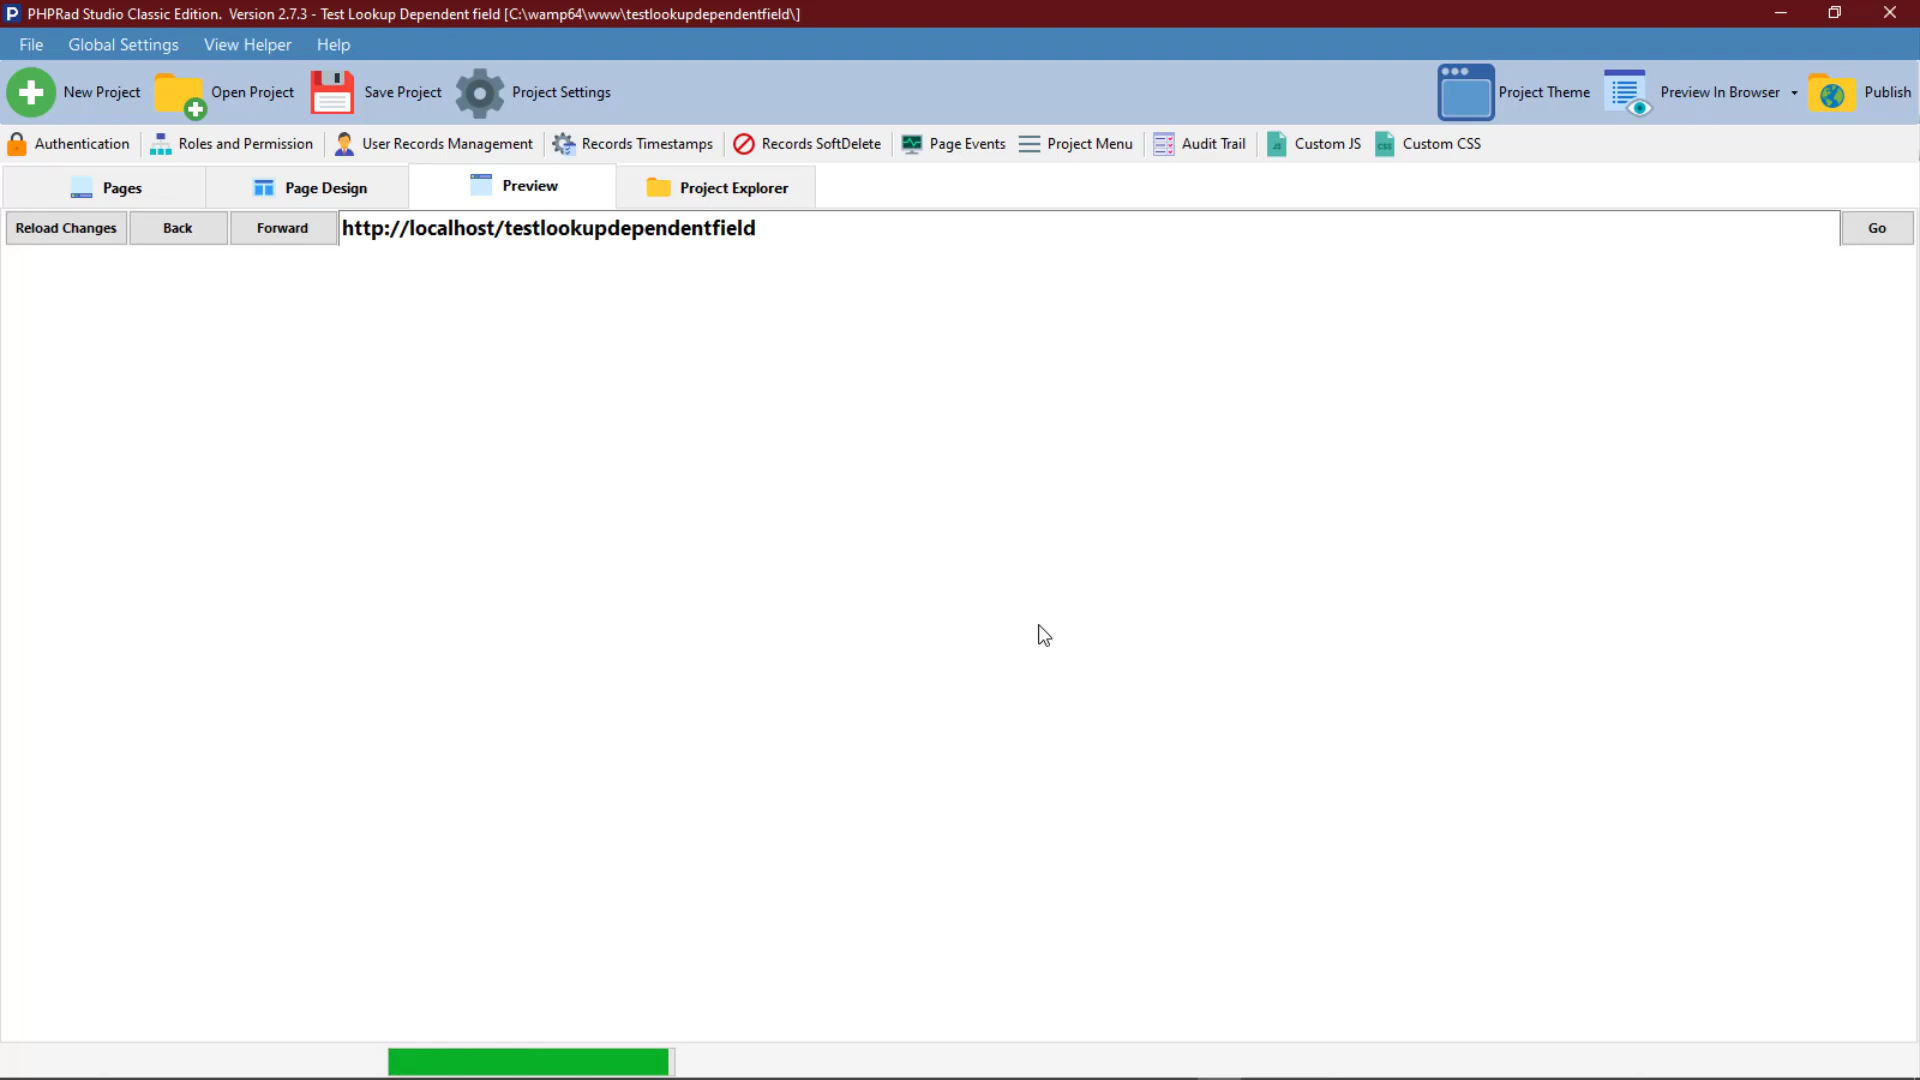 P PHPRad Studio Classic Edition. Version 2.7.3 - Test Lookup Dependent field [C:\wamp64\www\testlookupdependentfield\]
File Global Settings View Helper Help
New Project Open Project Save Project Project Settings Project Theme Preview In Browser Publish
Authentication Roles and Permission User Records Management Records Timestamps Records SoftDelete Page Events Project Menu Audit Trail JS Custom JS CSS Custom CSS
Pages Page Design Preview Project Explorer
Reload Changes Back Forward http://localhost/testlookupdependentfield Go